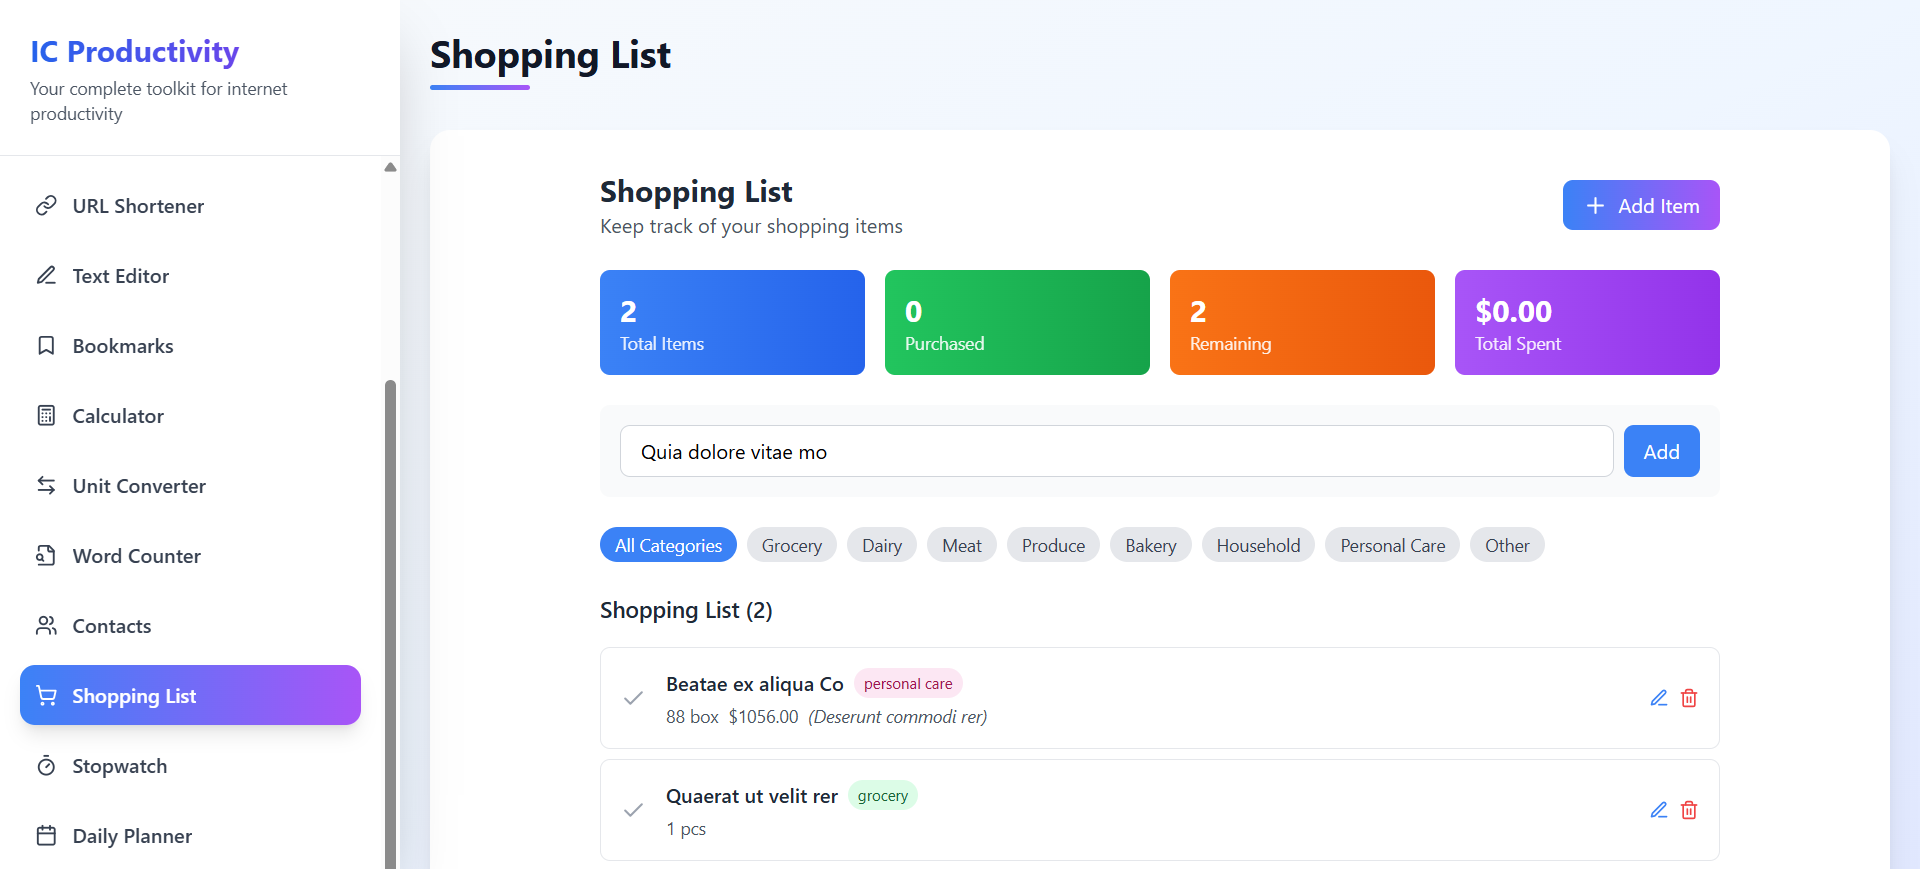 IC Productivity
Your complete toolkit for internet
productivity
URL Shortener
Text Editor
Bookmarks
Calculator
Unit Converter
Word Counter
Contacts
Shopping List
Stopwatch
Daily Planner
Shopping List
Shopping List
Keep track of your shopping items
Add Item
2
Total Items
0
Purchased
2
Remaining
$0.00
Total Spent
Quia dolore vitae mo
Add
All Categories Grocery Dairy Meat Produce Bakery Household Personal Care Other
Shopping List (2)
Beatae ex aliqua Co personal care
88 box $1056.00 (Deserunt commodi rer)
Quaerat ut velit rer grocery
1 pcs